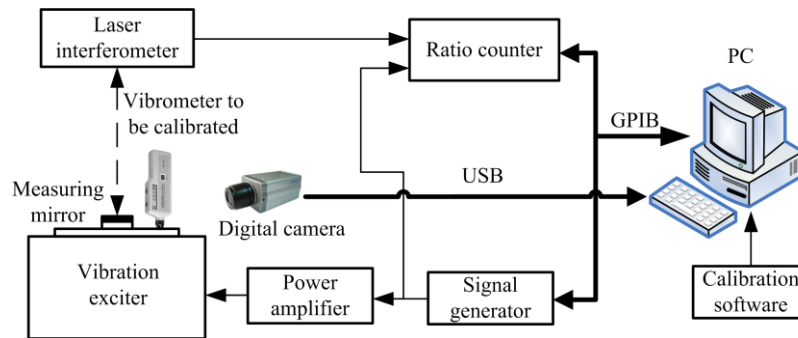 Laser
interferometer
Ratio counter
PC
Vibrometer to
be calibrated
GPIB
Measuring
mirror
USB
Digital camera
Vibration
exciter
Power
amplifier
Signal
generator
Calibration
software